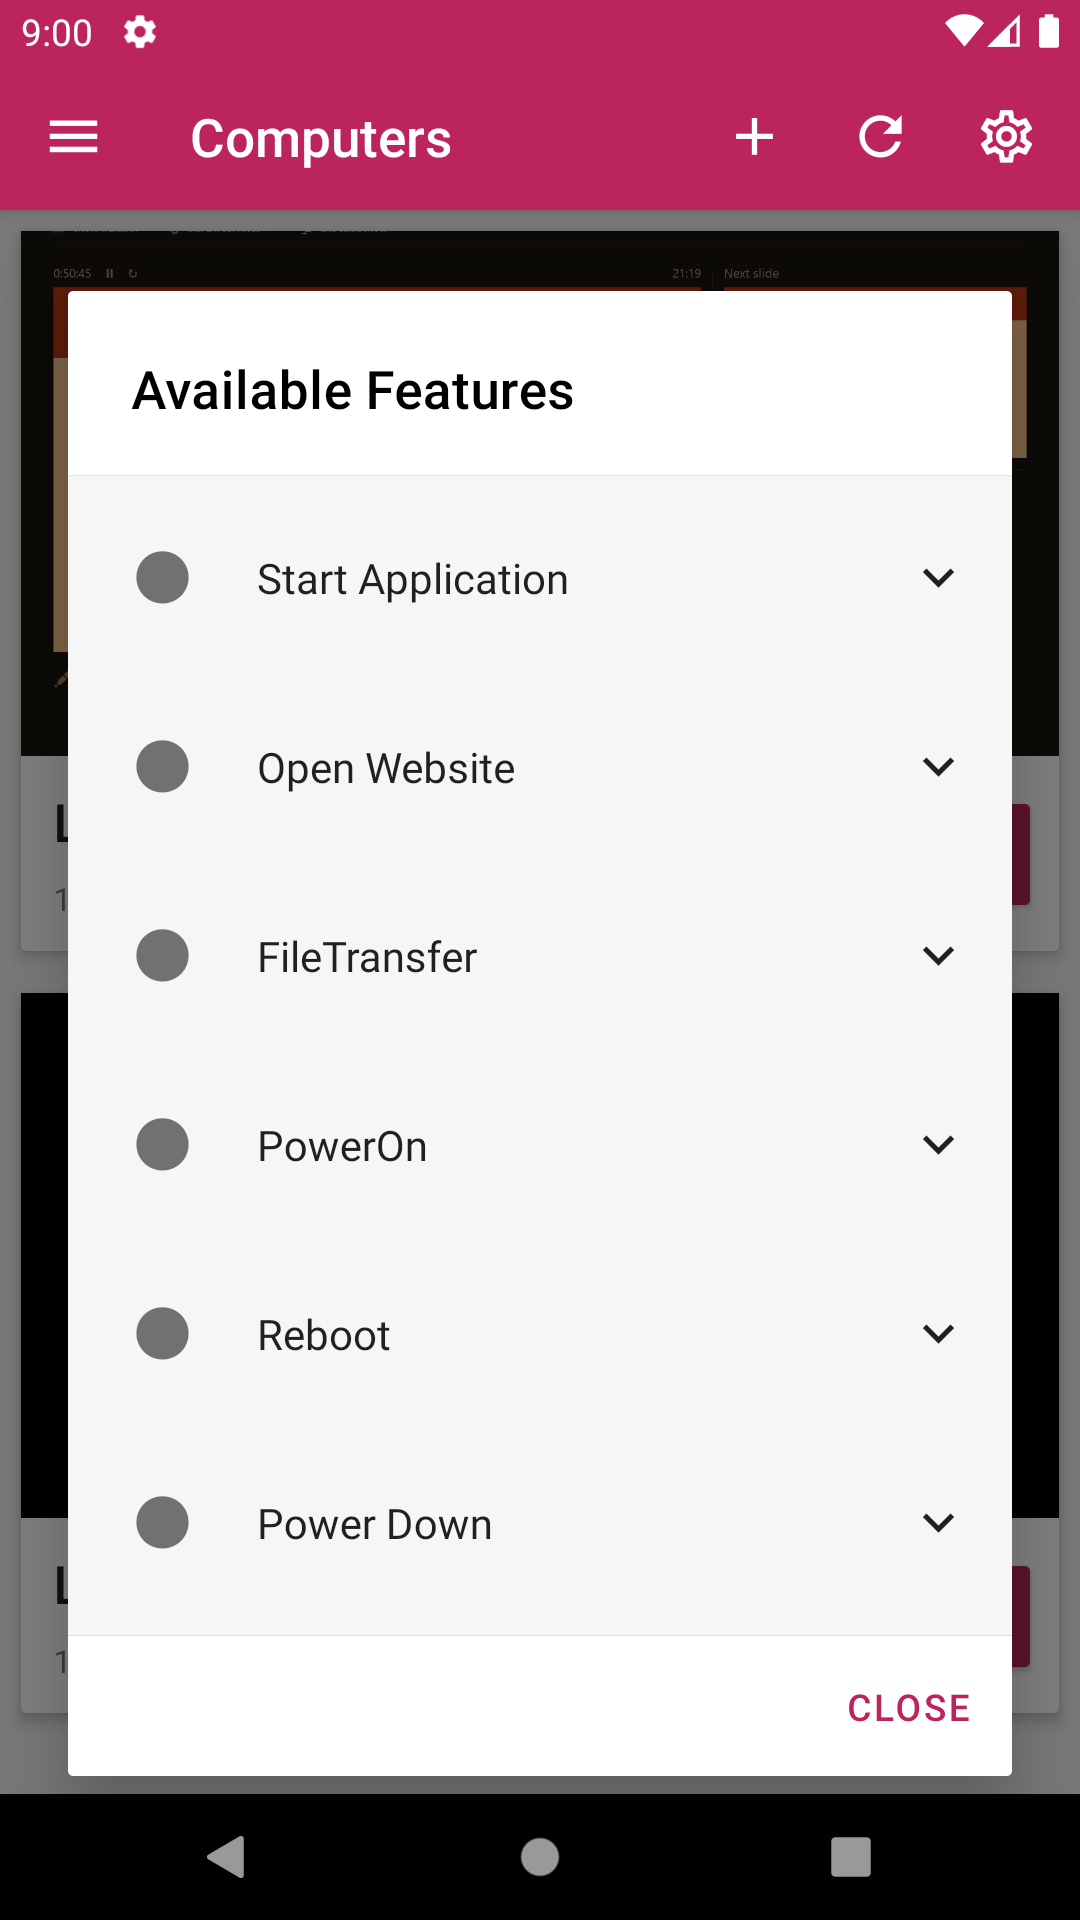 9:00
Computers
0:50:45
21:19
Next slide
Available Features
Start Application
Open Website
FileTransfer
PowerOn
Reboot
Power Down
CLOSE